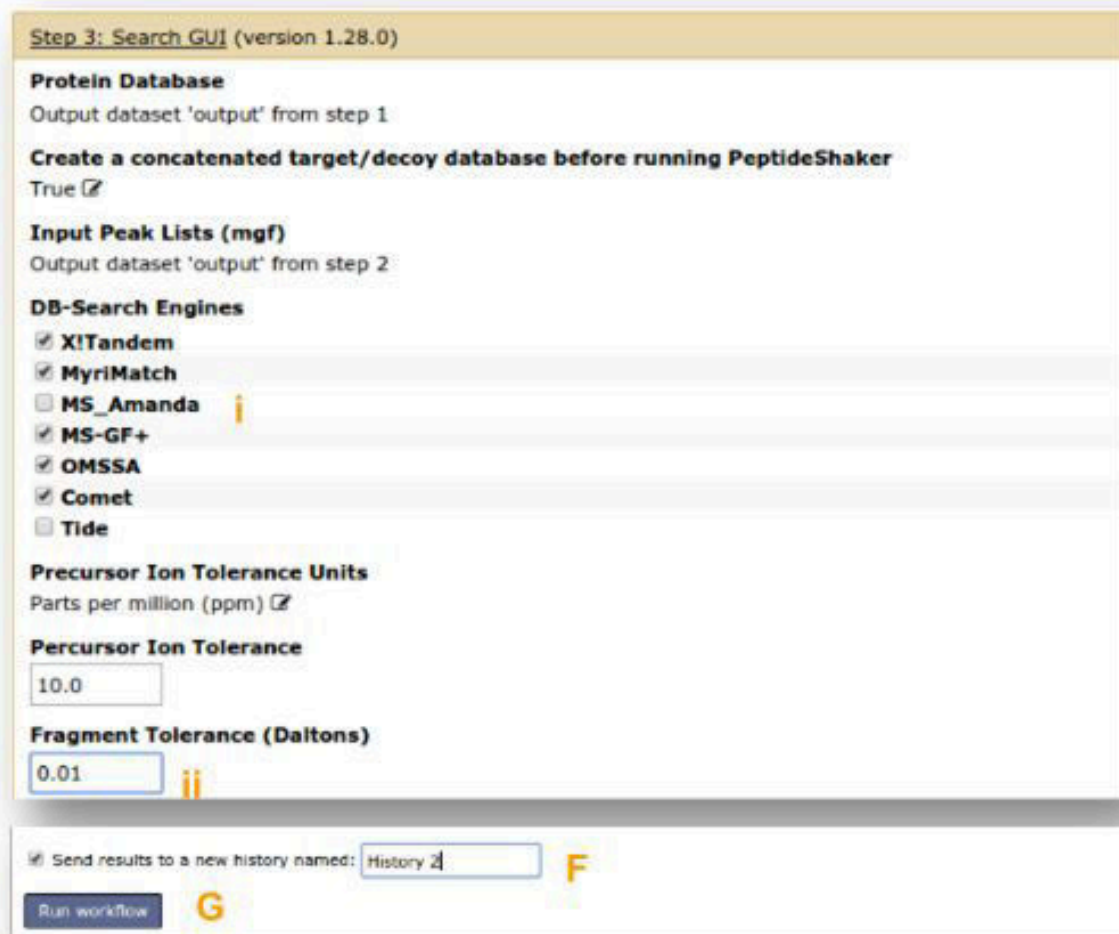 Step 3: Search GUI (version 1.28.0)
Protein Database
Output dataset 'output' from step 1
Create a concatenated target/decoy database before running PeptideShaker
True
Input Peak Lists (mgf)
Output dataset 'output' from step 2
DB-Search Engines
X!Tandem
MyriMatch
MS_Amanda i
MS-GF+
OMSSA
Comet
Tide
Precursor Ion Tolerance Units
Parts per million (ppm)
Percursor Ion Tolerance
10.0
Fragment Tolerance (Daltons)
0.01 ii
Send results to a new history named: History 2 F
Run workflow G